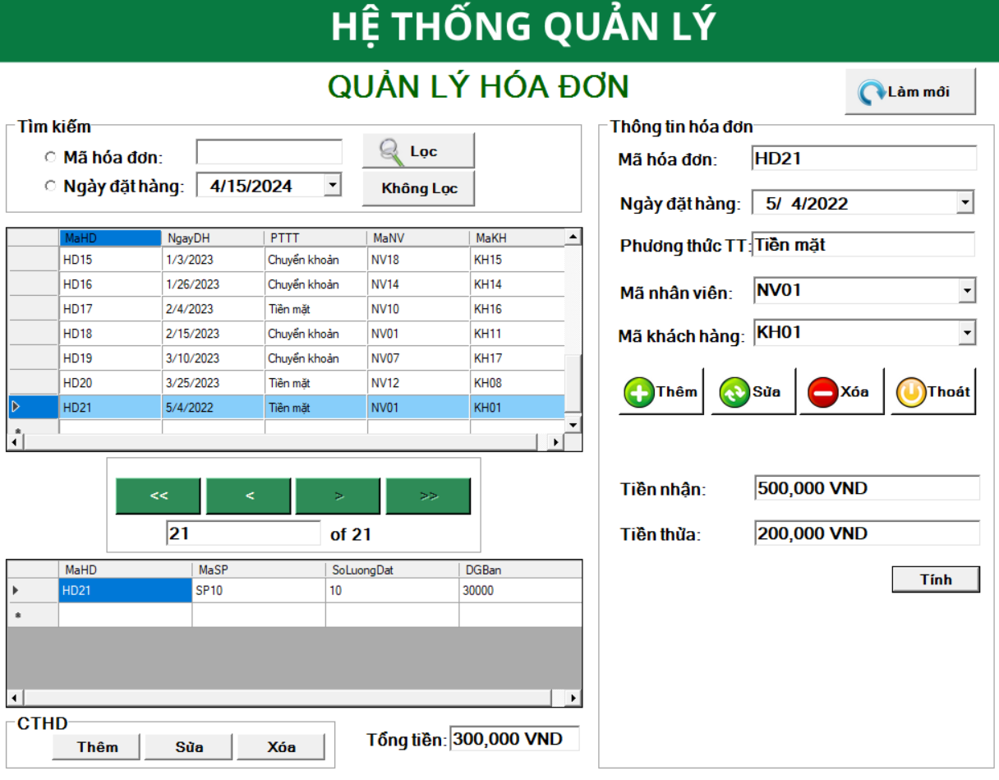 HỆ THỐNG QUẢN LÝ
QUẢN LÝ HÓA ĐƠN
Làm mới
Tìm kiếm
Mã hóa đơn:
Lọc
Ngày đặt hàng: 4/15/2024
Không Lọc
MaHD NgayDH PTTT MaNV MaKH
HD15 1/3/2023 Chuyển khoản NV18 KH15
HD16 1/26/2023 Chuyển khoản NV14 KH14
HD17 2/4/2023 Tiền mặt NV10 KH16
HD18 2/15/2023 Chuyển khoản NV01 KH11
HD19 3/10/2023 Chuyển khoản NV07 KH17
HD20 3/25/2023 Tiền mặt NV12 KH08
HD21 5/4/2022 Tiền mặt NV01 KH01
<< < > >>
21 of 21
MaHD MaSP SoLuongDat DGBan
HD21 SP10 10 30000
CTHD
Thêm Sửa Xóa
Tổng tiền: 300,000 VND
Thông tin hóa đơn
Mã hóa đơn: HD21
Ngày đặt hàng: 5/ 4/2022
Phương thức TT: Tiền mặt
Mã nhân viên: NV01
Mã khách hàng: KH01
Thêm Sửa Xóa Thoát
Tiền nhận: 500,000 VND
Tiền thừa: 200,000 VND
Tính